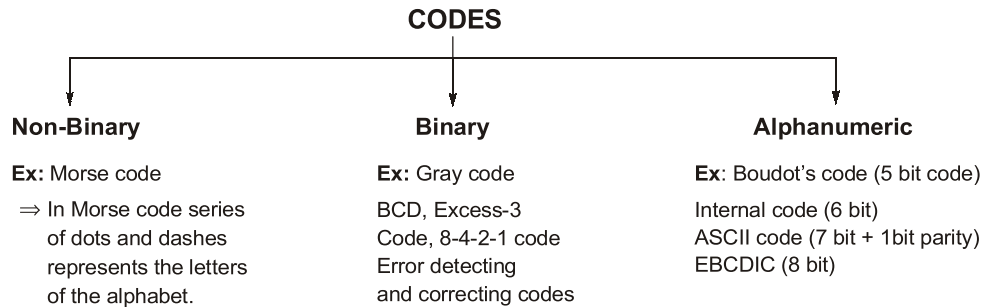 CODES
Non-Binary
Ex: Morse code
⇒ In Morse code series
of dots and dashes
represents the letters
of the alphabet.
Binary
Ex: Gray code
BCD, Excess-3
Code, 8-4-2-1 code
Error detecting
and correcting codes
Alphanumeric
Ex: Boudot's code (5 bit code)
Internal code (6 bit)
ASCII code (7 bit + 1bit parity)
EBCDIC (8 bit)